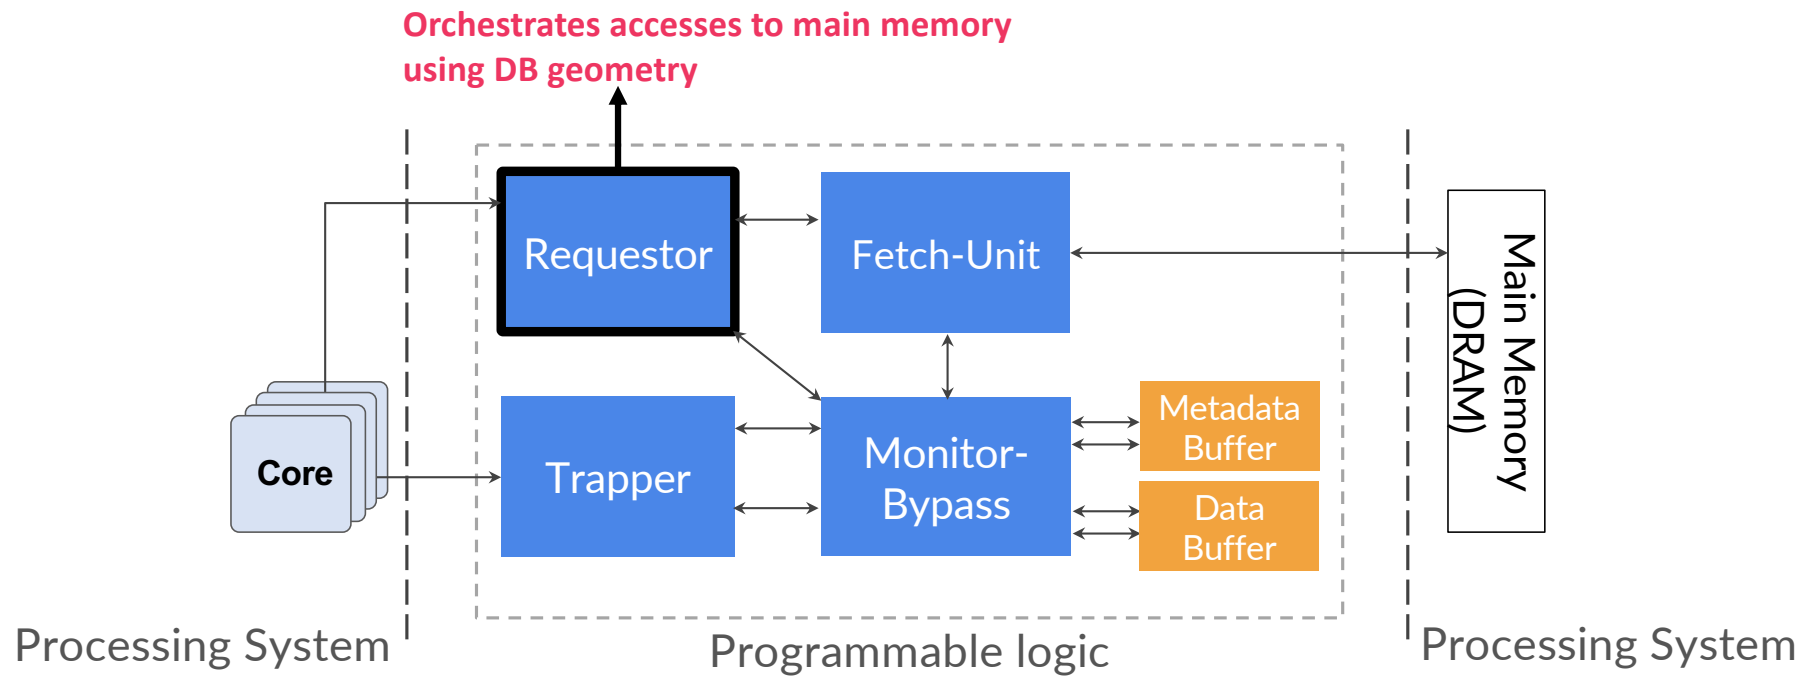 Orchestrates accesses to main memory
using DB geometry
Requestor
Fetch-Unit
Main Memory
(DRAM)
Core
Trapper
Monitor-
Bypass
Metadata
Buffer
Data
Buffer
Processing System
Programmable logic
Processing System